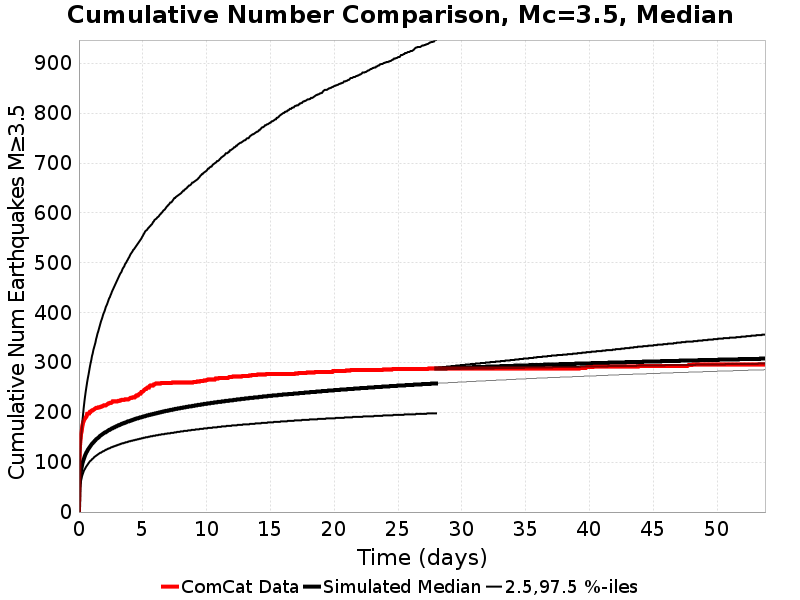 Cumulative Number Comparison, Mc=3.5, Median
Cumulative Num Earthquakes M≥3.5
900
800
700
600
500
400
300
200
100
0
0 5 10 15 20 25 30 35 40 45 50
Time (days)
ComCat Data Simulated Median 2.5,97.5 %-iles